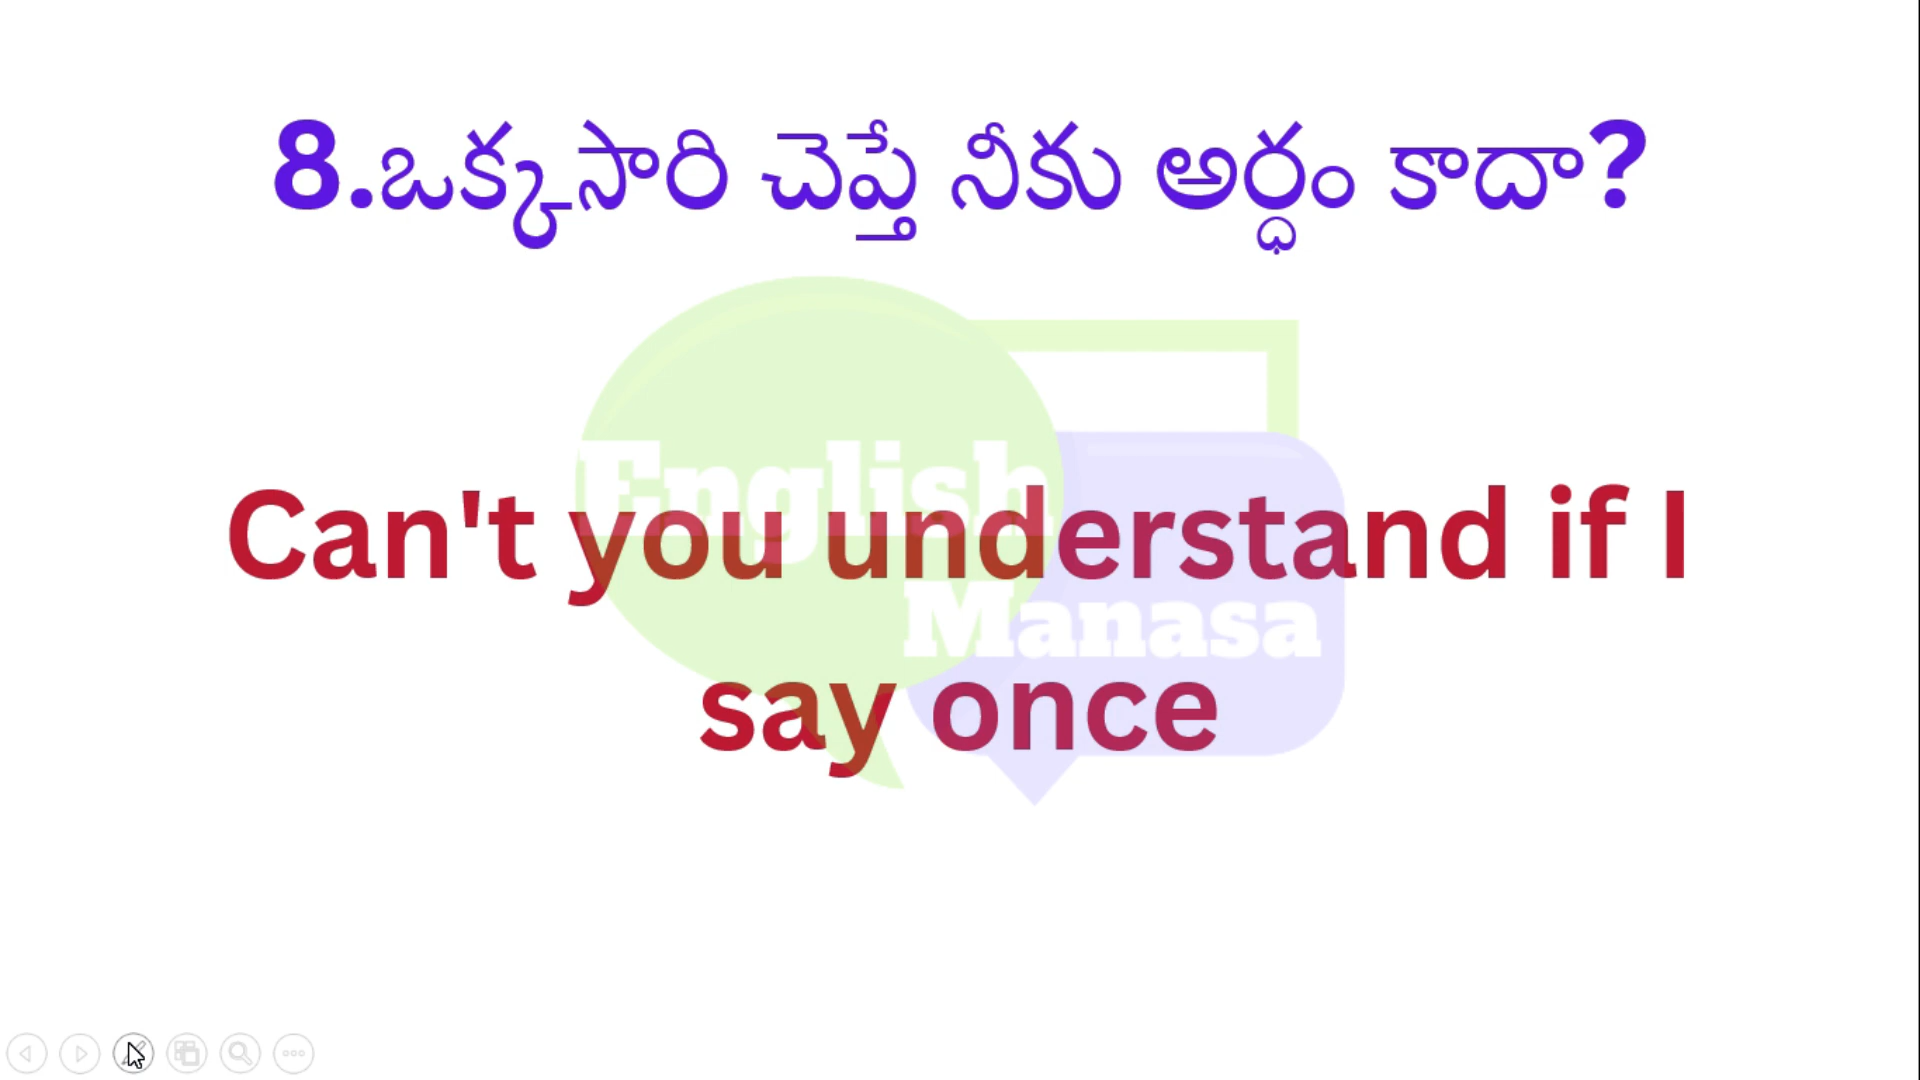 8.ఒక్కసారి చెప్తే నీకు అర్ధం కాదా?
English
Can't you understand if I
Manasa
say once